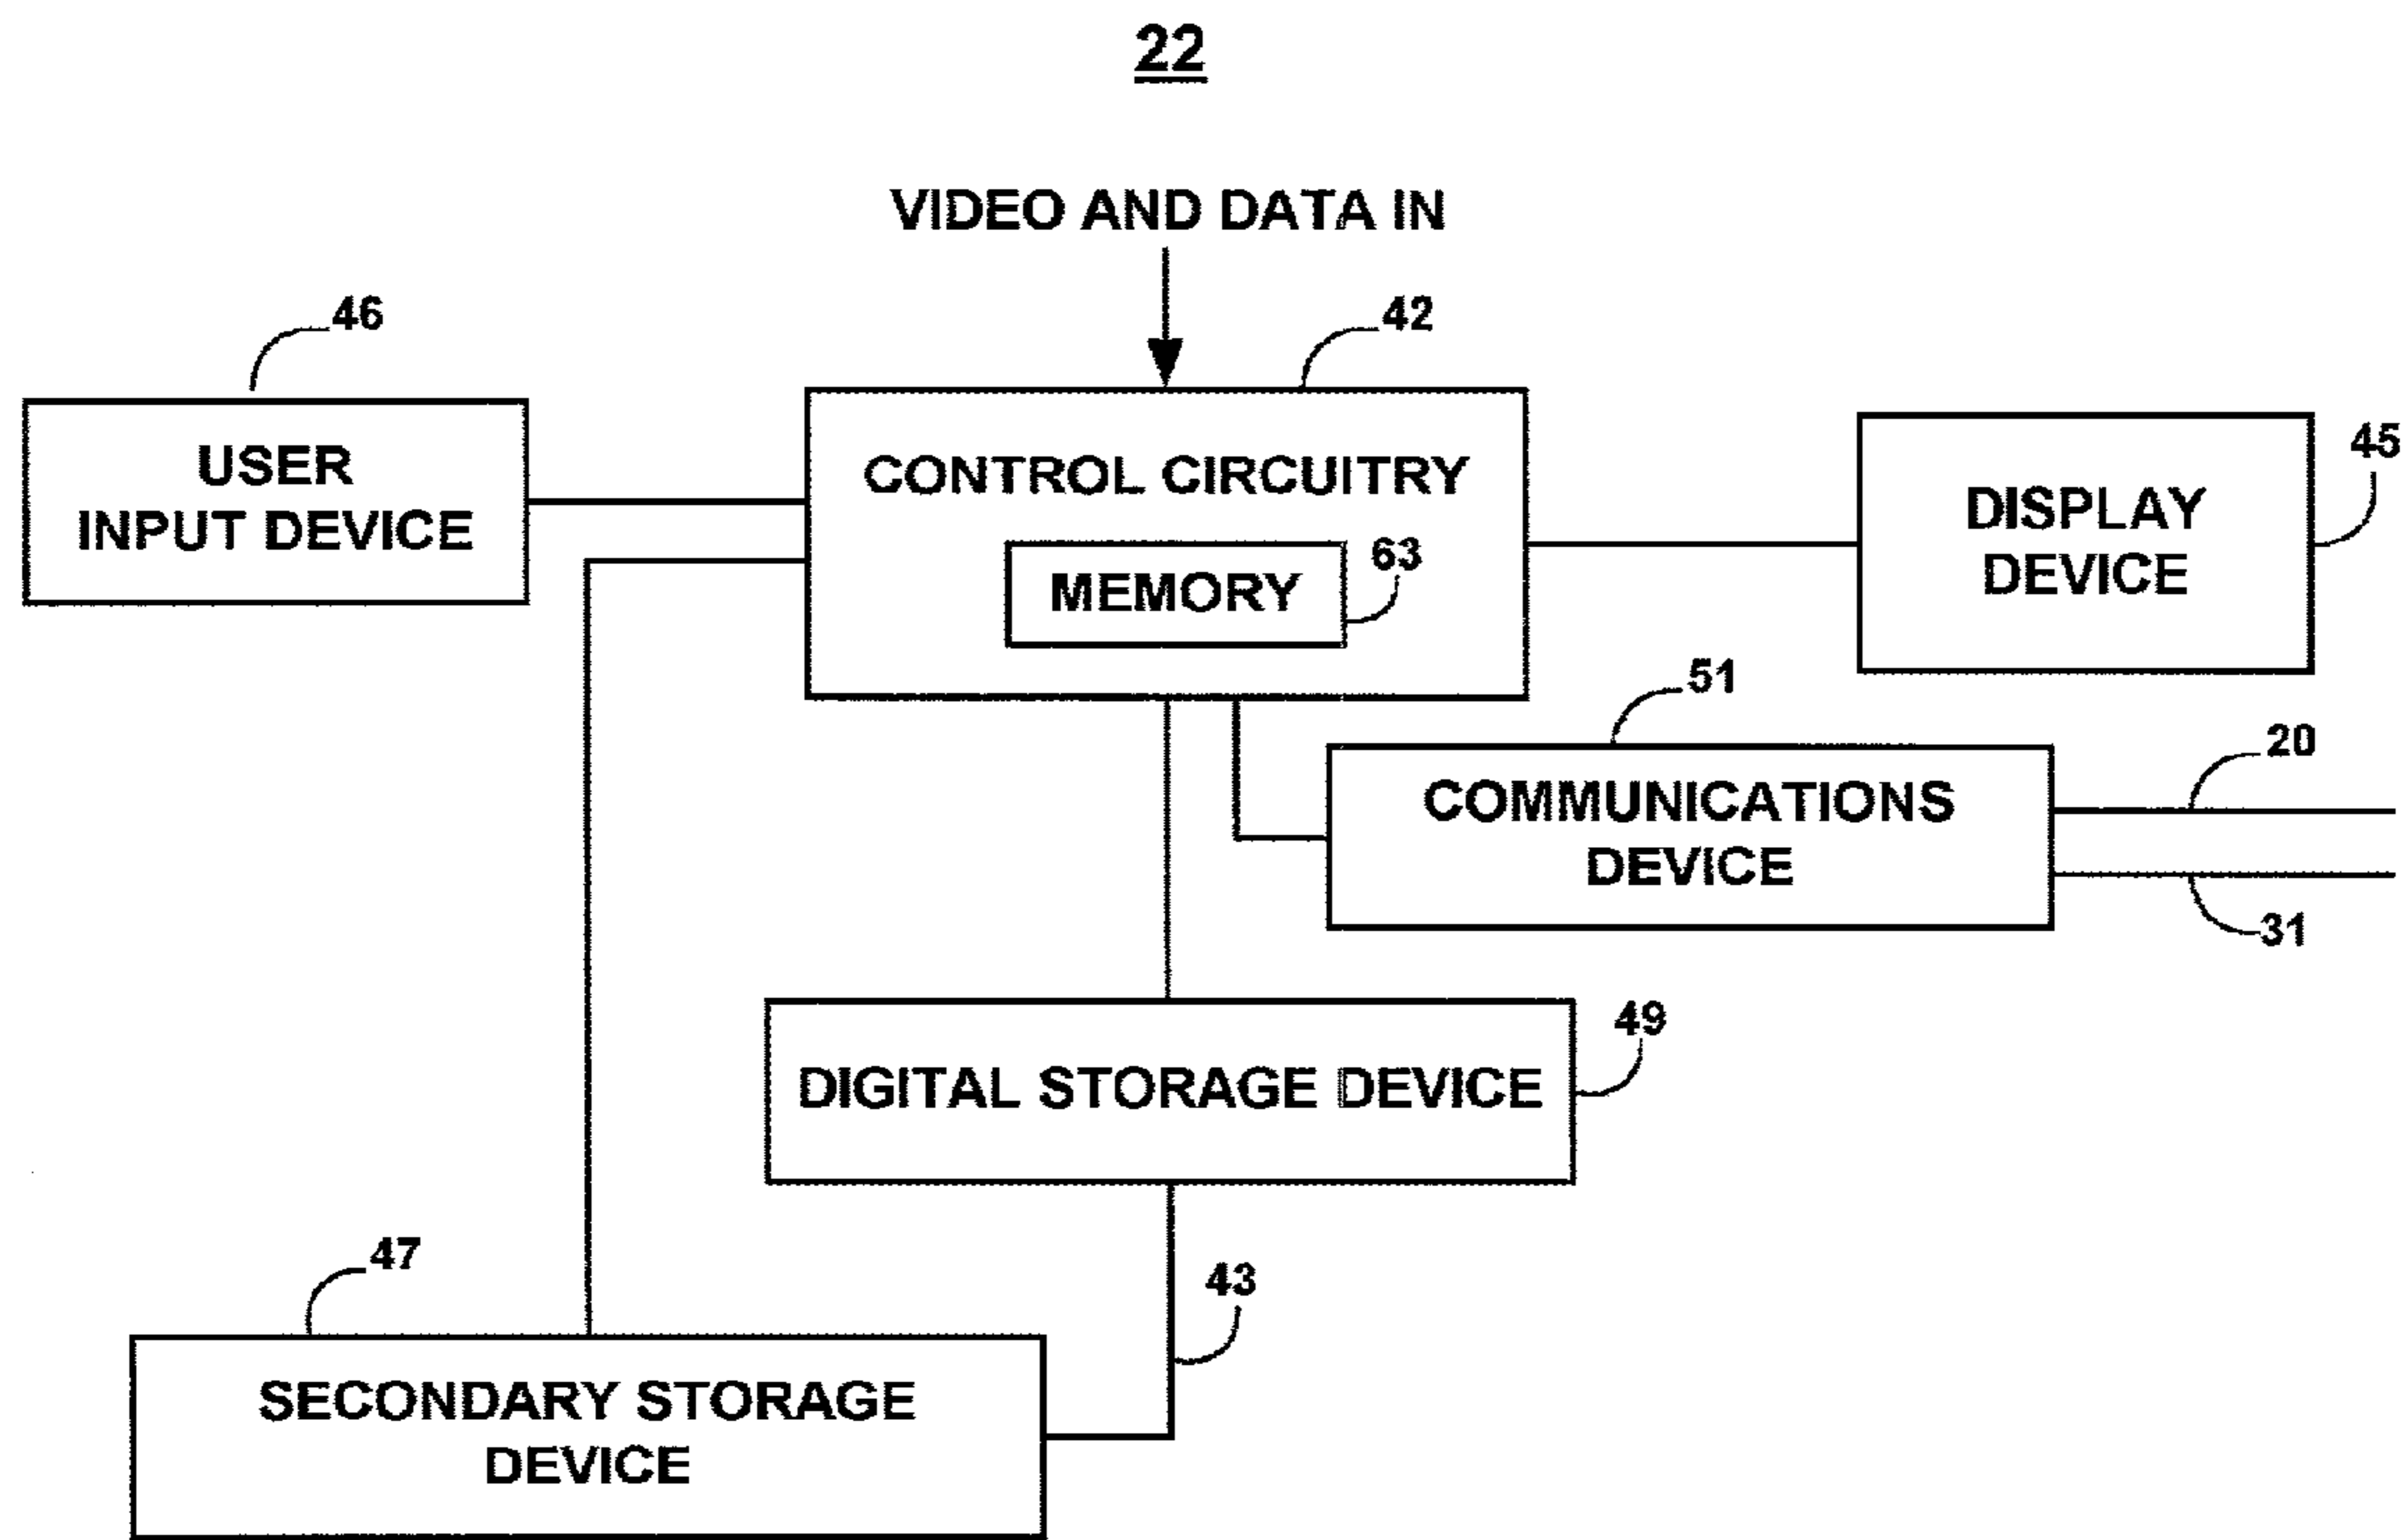 22
VIDEO AND DATA IN
46
42
USER
INPUT DEVICE
CONTROL CIRCUITRY
45
DISPLAY
DEVICE
63
MEMORY
51
20
COMMUNICATIONS
DEVICE
31
49
DIGITAL STORAGE DEVICE
47
43
SECONDARY STORAGE
DEVICE